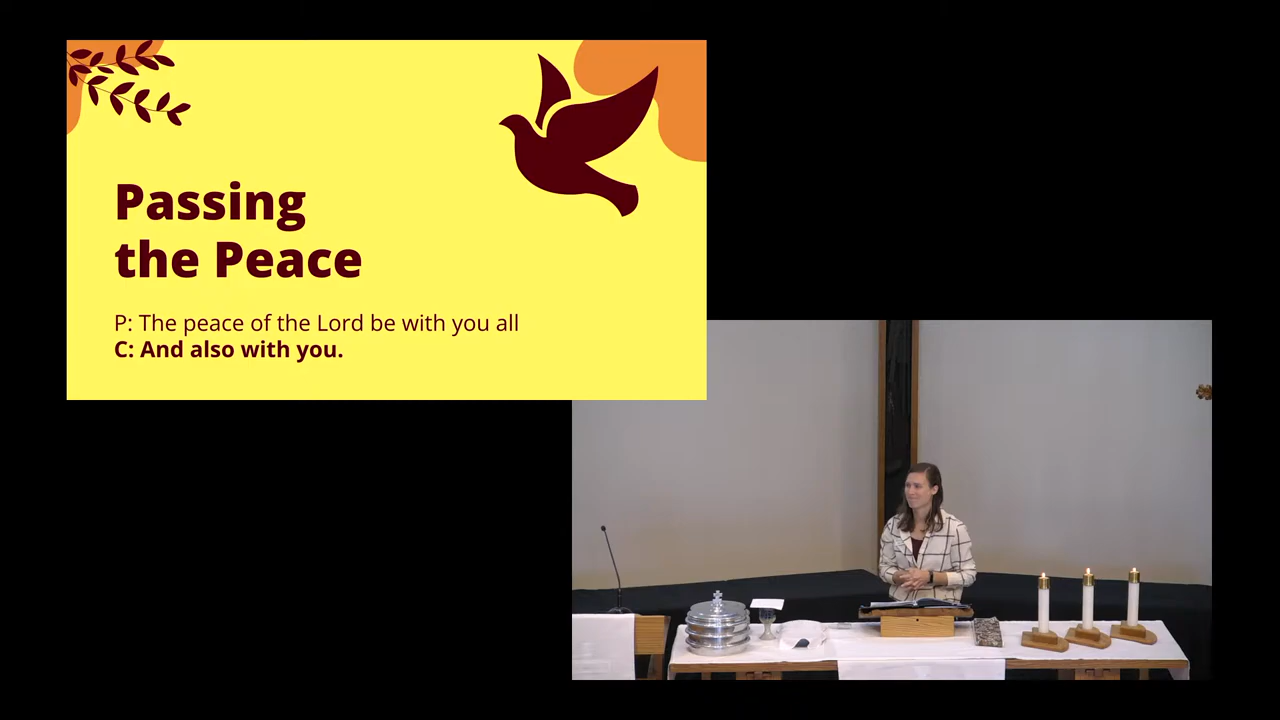 Passing
the Peace
P: The peace of the Lord be with you all
C: And also with you.